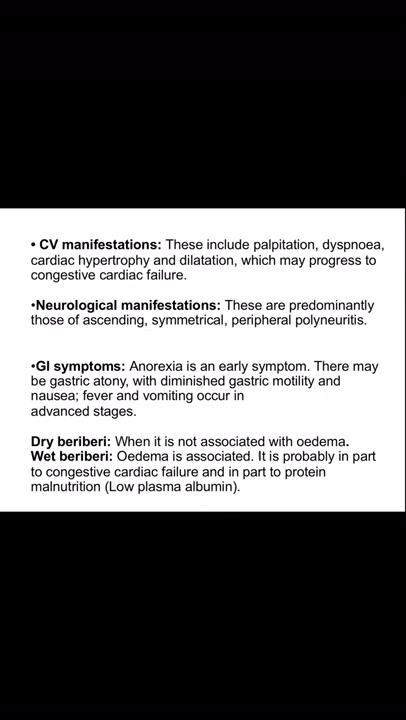 • CV manifestations: These include palpitation, dyspnoea,
cardiac hypertrophy and dilatation, which may progress to
congestive cardiac failure.
•Neurological manifestations: These are predominantly
those of ascending, symmetrical, peripheral polyneuritis.
•GI symptoms: Anorexia is an early symptom. There may
be gastric atony, with diminished gastric motility and
nausea; fever and vomiting occur in
advanced stages.
Dry beriberi: When it is not associated with oedema.
Wet beriberi: Oedema is associated. It is probably in part
to congestive cardiac failure and in part to protein
malnutrition (Low plasma albumin).